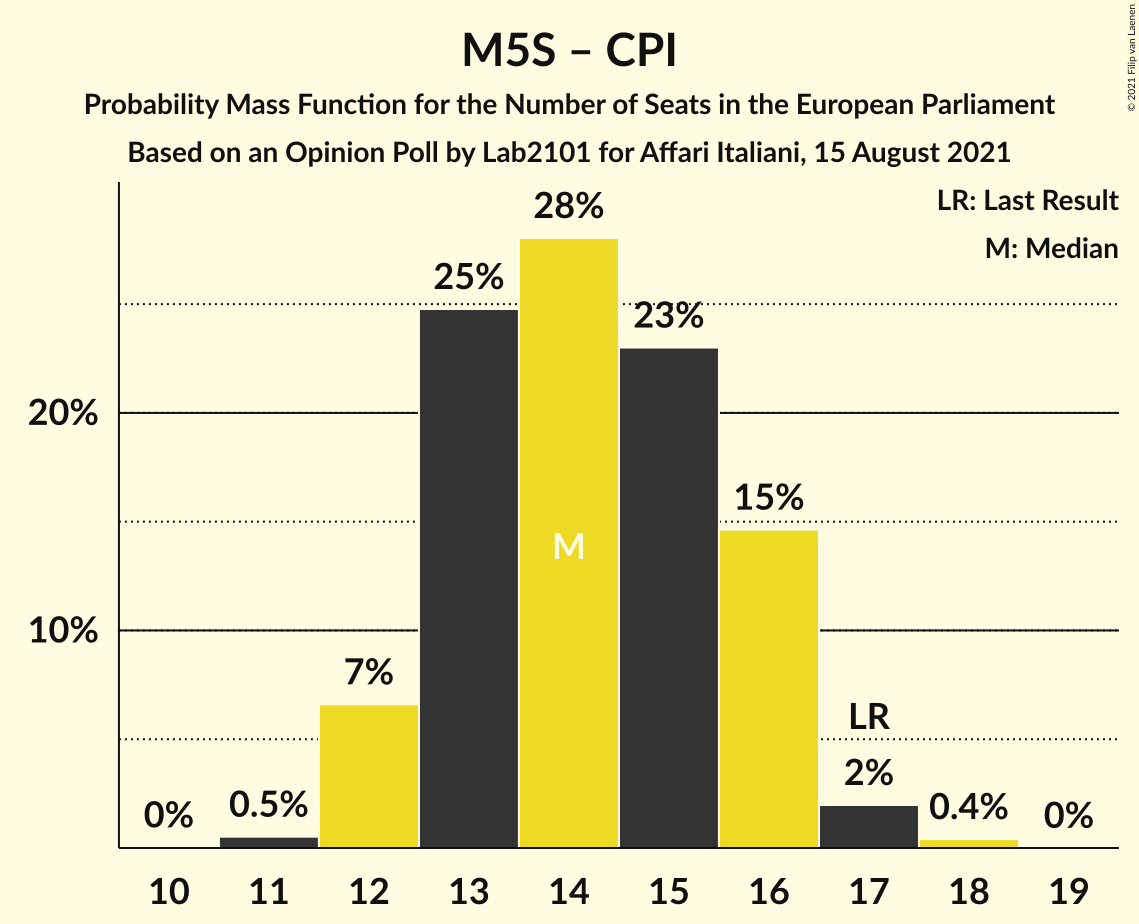 M5S – CPI
Probability Mass Function for the Number of Seats in the European Parliament
Based on an Opinion Poll by Lab2101 for Affari Italiani, 15 August 2021
© 2021 Filip van Laenen
LR: Last Result
M: Median
28%
25%
23%
20%
15%
M
10%
7%
LR
2%
0% 0.5% 0.4% 0%
10 11 12 13 14 15 16 17 18 19